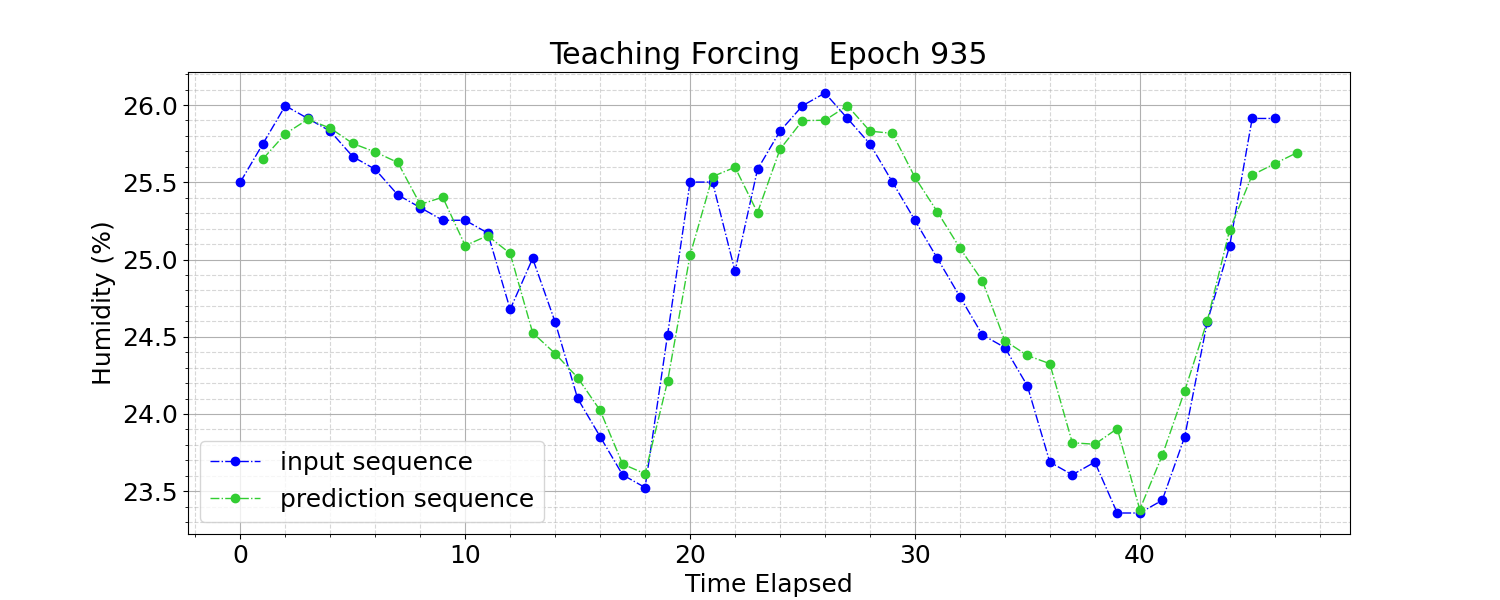 Teaching Forcing   Epoch 935
Humidity (%)
26.0
25.5
25.0
24.5
24.0
23.5
input sequence
prediction sequence
0 10 20 30 40
Time Elapsed